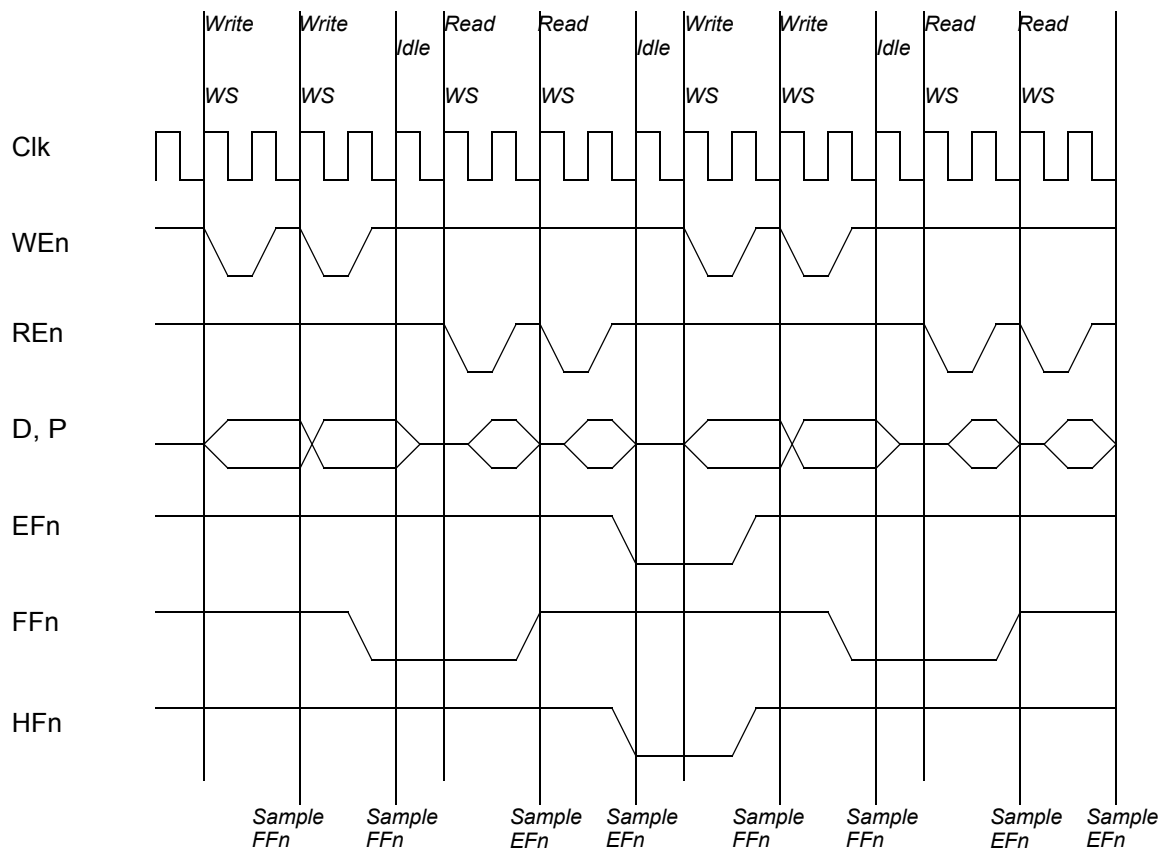 Write Write Read Read Write Write Read Read
Idle Idle Idle
WS WS WS WS WS WS WS WS
Clk
WEn
REn
D, P
EFn
FFn
HFn
Sample Sample Sample Sample Sample Sample Sample Sample
FFn FFn EFn EFn FFn FFn EFn EFn